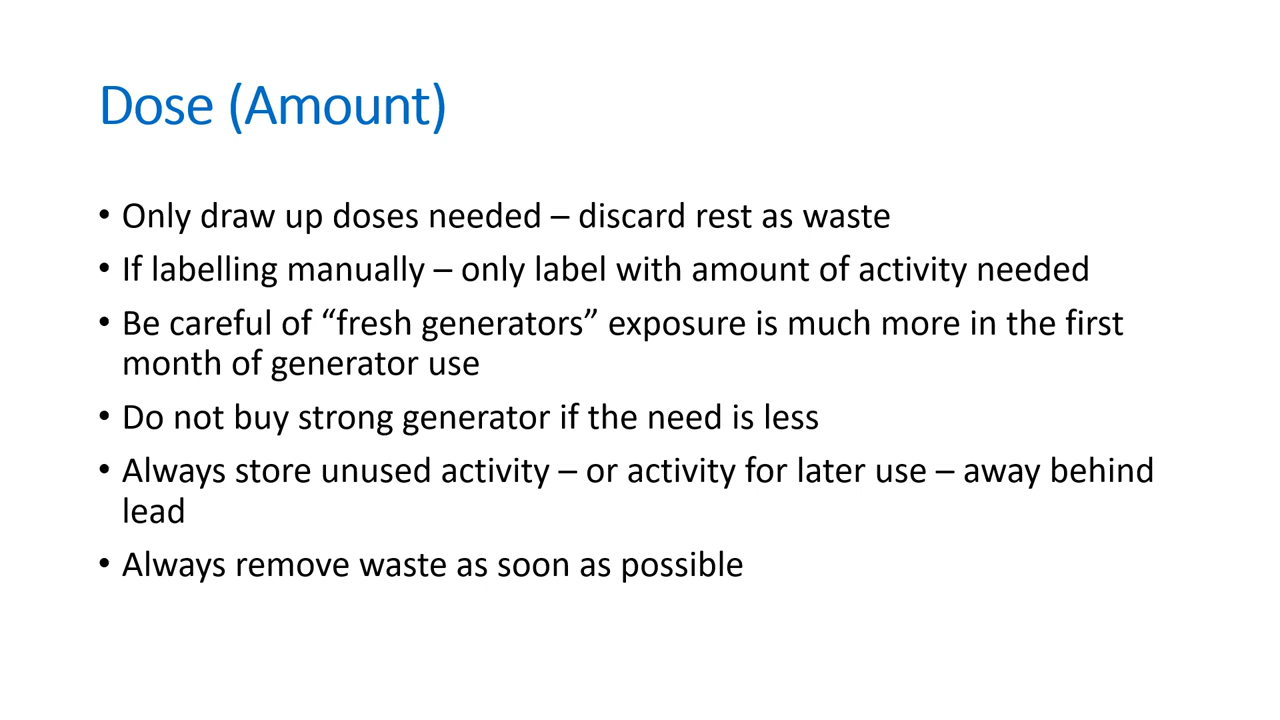 Dose (Amount)
• Only draw up doses needed – discard rest as waste
• If labelling manually – only label with amount of activity needed
• Be careful of “fresh generators” exposure is much more in the first
month of generator use
• Do not buy strong generator if the need is less
• Always store unused activity – or activity for later use – away behind
lead
• Always remove waste as soon as possible